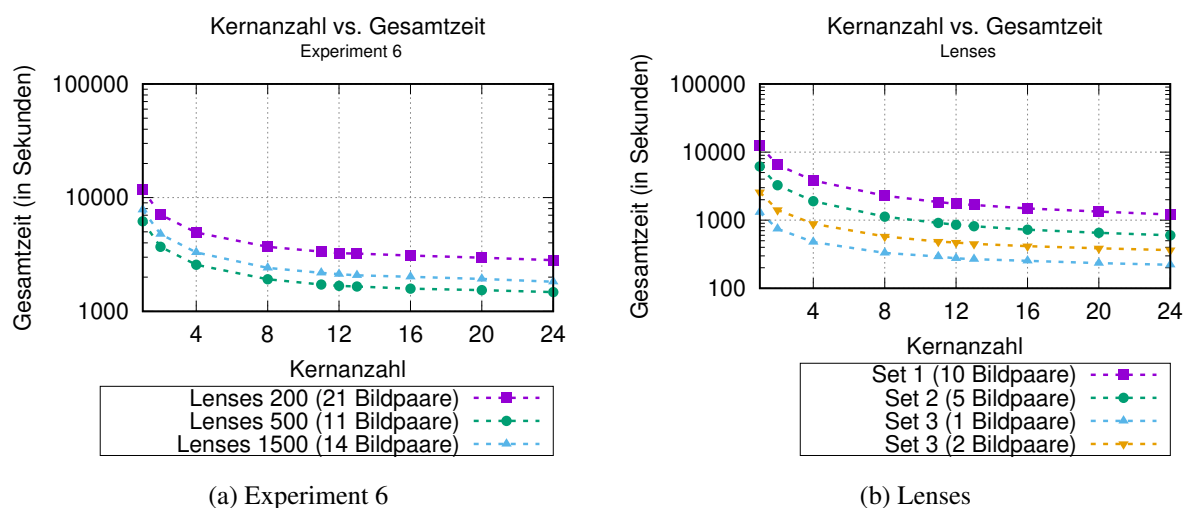 Kernanzahl vs. Gesamtzeit
Experiment 6
Gesamtzeit (in Sekunden)
100000
10000
1000
4 8 12 16 20 24
Kernanzahl
Lenses 200 (21 Bildpaare)
Lenses 500 (11 Bildpaare)
Lenses 1500 (14 Bildpaare)
(a) Experiment 6
Kernanzahl vs. Gesamtzeit
Lenses
Gesamtzeit (in Sekunden)
100000
10000
1000
100
4 8 12 16 20 24
Kernanzahl
Set 1 (10 Bildpaare)
Set 2 (5 Bildpaare)
Set 3 (1 Bildpaare)
Set 3 (2 Bildpaare)
(b) Lenses